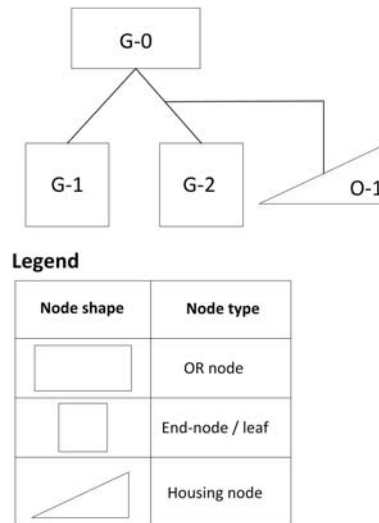 G-0
G-1 G-2 O-1
Legend
Node shape Node type
OR node
End-node / leaf
Housing node